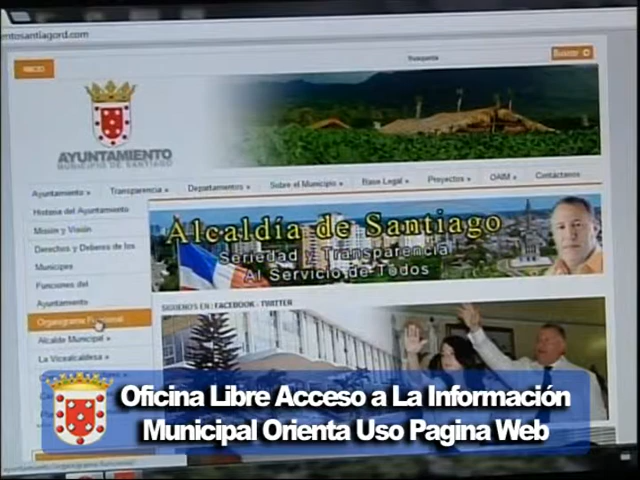 entosantiagord.com
INICIO
Busqueda
Buscar
AYUNTAMIENTO
MUNICIPIO DE SANTIAGO
Ayuntamiento »
Transparencia »
Departamentos »
Sobre el Municipio »
Base Legal »
Proyectos »
OAIM »
Contáctanos
Historia del Ayuntamiento
Misión y Visión
Derechos y Deberes de los
Munícipes
Funciones del
Ayuntamiento
Organigrama
Alcalde Municipal »
La Vicealcaldesa »
Alcaldía de Santiago
Seriedad y Transparencia
Al Servicio de Todos
SIGUENOS EN : FACEBOOK - TWITTER
Oficina Libre Acceso a La Información
Municipal Orienta Uso Pagina Web